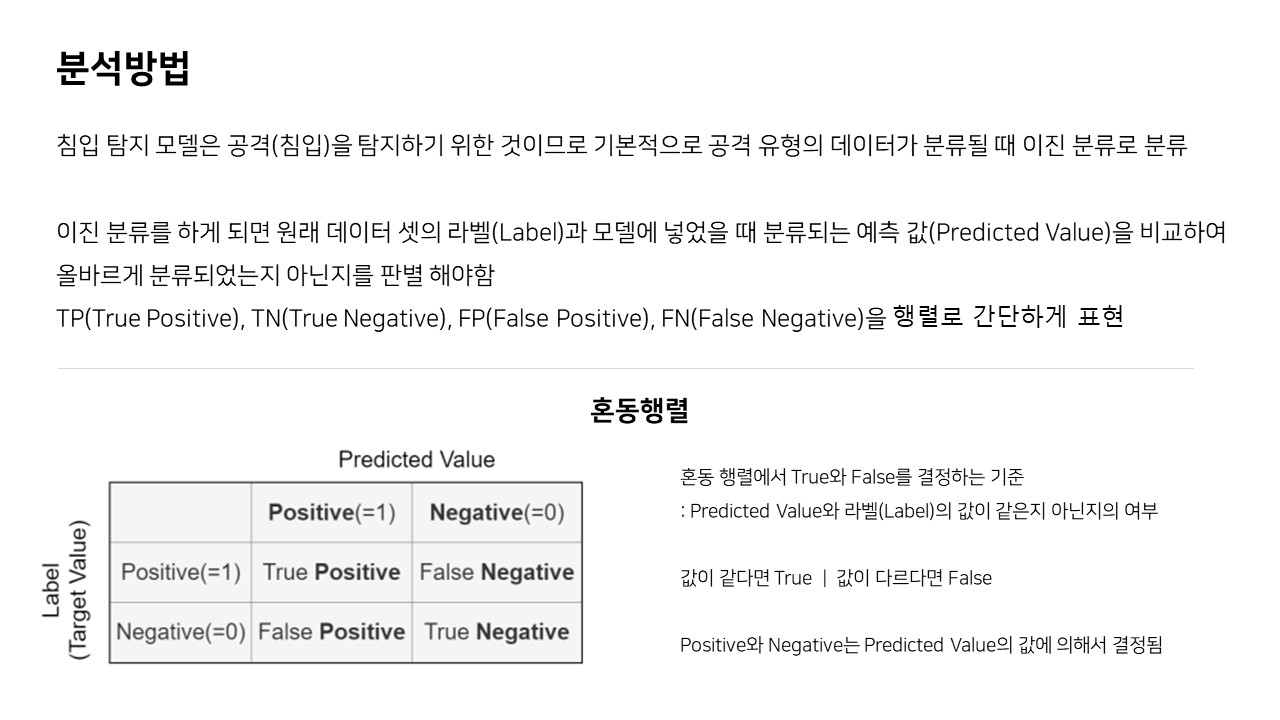 분석방법
침입 탐지 모델은 공격(침입)을 탐지하기 위한 것이므로 기본적으로 공격 유형의 데이터가 분류될 때 이진 분류로 분류
이진 분류를 하게 되면 원래 데이터 셋의 라벨(Label)과 모델에 넣었을 때 분류되는 예측 값(Predicted Value)을 비교하여
올바르게 분류되었는지 아닌지를 판별 해야함
TP(True Positive), TN(True Negative), FP(False Positive), FN(False Negative)을 행렬로 간단하게 표현
혼동행렬
Predicted Value
Label
(Target Value)
Positive(=1) Negative(=0)
Positive(=1) True Positive False Negative
Negative(=0) False Positive True Negative
혼동 행렬에서 True와 False를 결정하는 기준
: Predicted Value와 라벨(Label)의 값이 같은지 아닌지의 여부
값이 같다면 True | 값이 다르다면 False
Positive와 Negative는 Predicted Value의 값에 의해서 결정됨